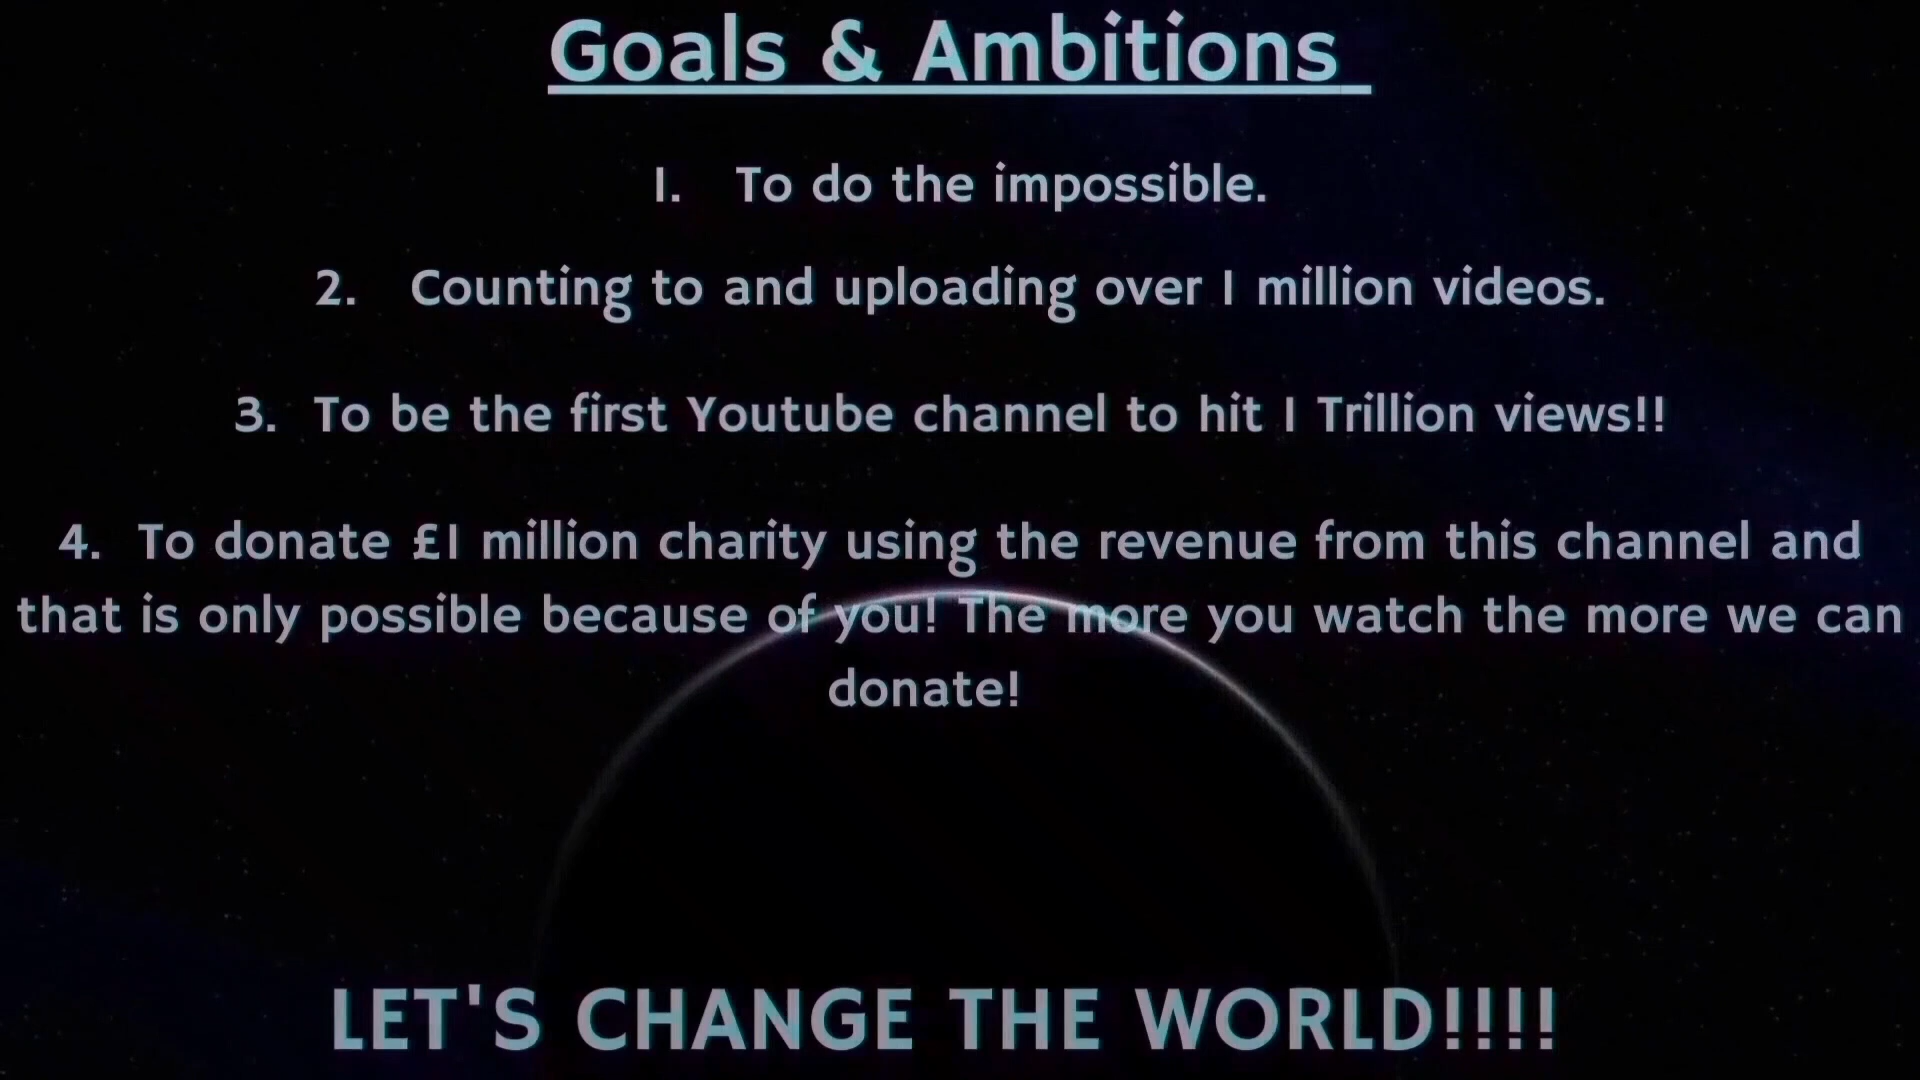 Goals & Ambitions
1. To do the impossible.
2. Counting to and uploading over 1 million videos.
3. To be the first Youtube channel to hit 1 Trillion views!!
4. To donate £1 million charity using the revenue from this channel and
that is only possible because of you! The more you watch the more we can
donate!
LET'S CHANGE THE WORLD!!!!